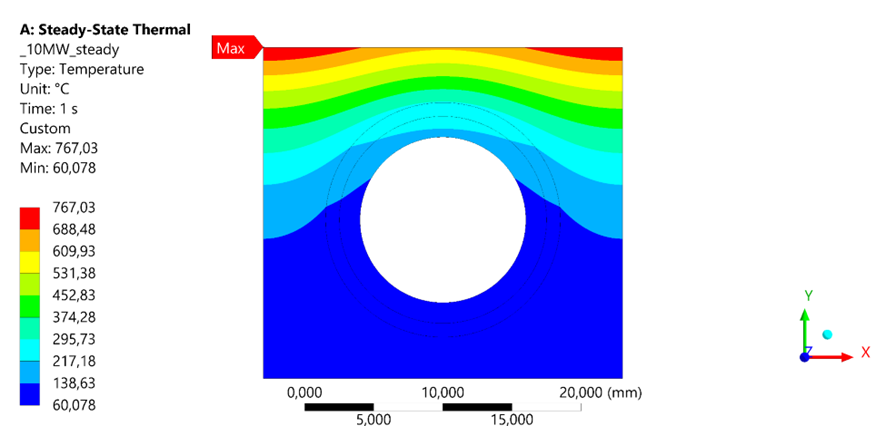 A: Steady-State Thermal
_10MW_steady
Type: Temperature
Unit: °C
Time: 1 s
Custom
Max: 767,03
Min: 60,078
Max
767,03
688,48
609,93
531,38
452,83
374,28
295,73
217,18
138,63
60,078
0,000 10,000 20,000 (mm)
5,000 15,000
Y
Z X